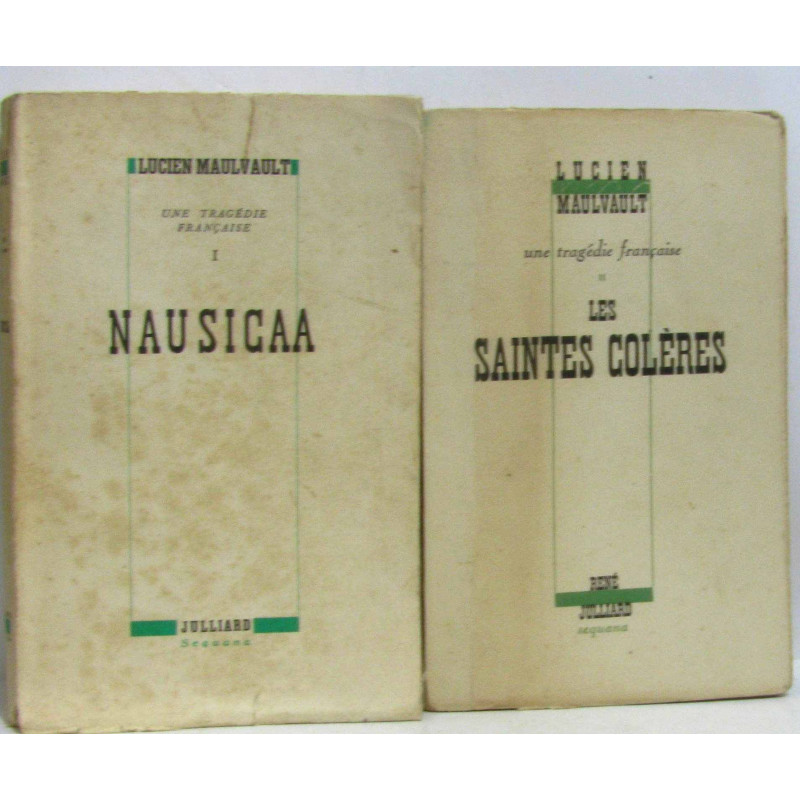 LUCIEN MAULVAULT
UNE TRAGÉDIE
FRANÇAISE
I
NAUSICAA
JULLIARD
Sequana
LUCIEN
MAULVAULT
une tragédie française
II
LES
SAINTES COLÈRES
RENÉ
JULLIARD
sequana